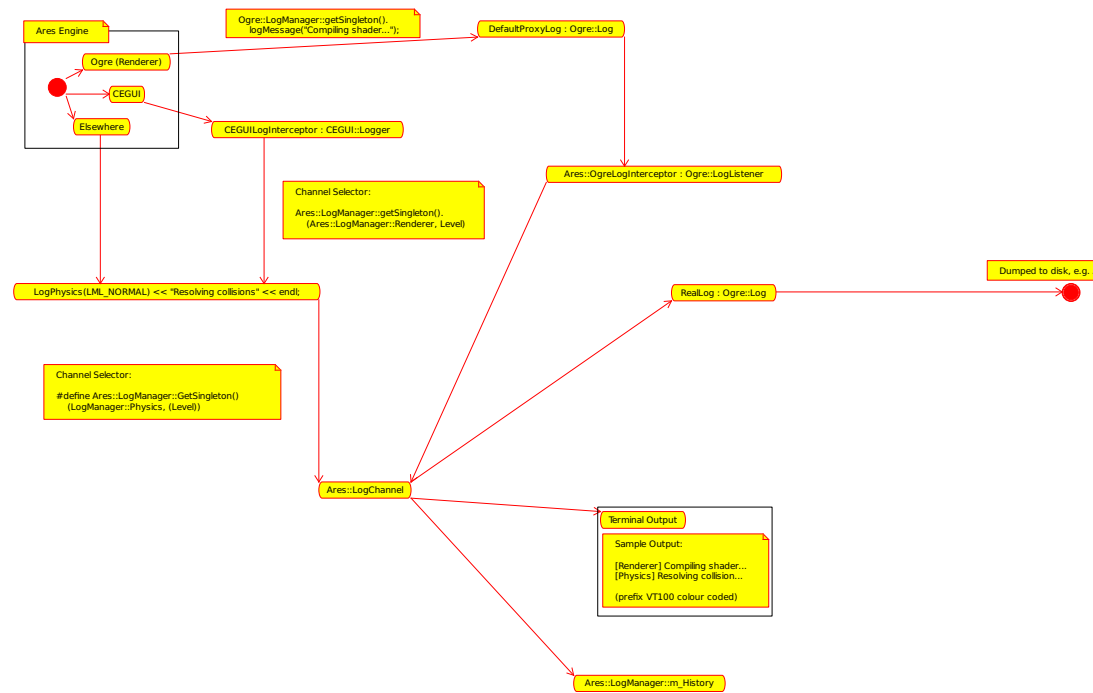 Ares Engine
Ogre::LogManager::getSingleton().
logMessage("Compiling shader...");
DefaultProxyLog : Ogre::Log
Ogre (Renderer)
CEGUI
Elsewhere
CEGUILogInterceptor : CEGUI::Logger
Ares::OgreLogInterceptor : Ogre::LogListener
Channel Selector:
Ares::LogManager::getSingleton().
(Ares::LogManager::Renderer, Level)
Dumped to disk, e.g.
LogPhysics(LML_NORMAL) << "Resolving collisions" << endl;
RealLog : Ogre::Log
Channel Selector:
#define Ares::LogManager::GetSingleton()
(LogManager::Physics, (Level))
Ares::LogChannel
Terminal Output
Sample Output:
[Renderer] Compiling shader...
[Physics] Resolving collision...
(prefix VT100 colour coded)
Ares::LogManager::m_History